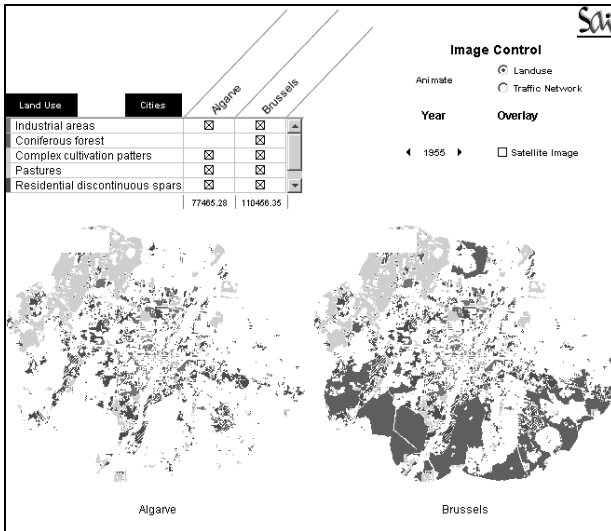 Image Control
Animate
Landuse
Traffic Network
Land Use
Cities
Algarve
Brussels
Year
Overlay
1955
Satellite Image
Industrial areas
Coniferous forest
Complex cultivation patters
Pastures
Residential discontinuous spars
77465.28
110456.35
Algarve
Brussels